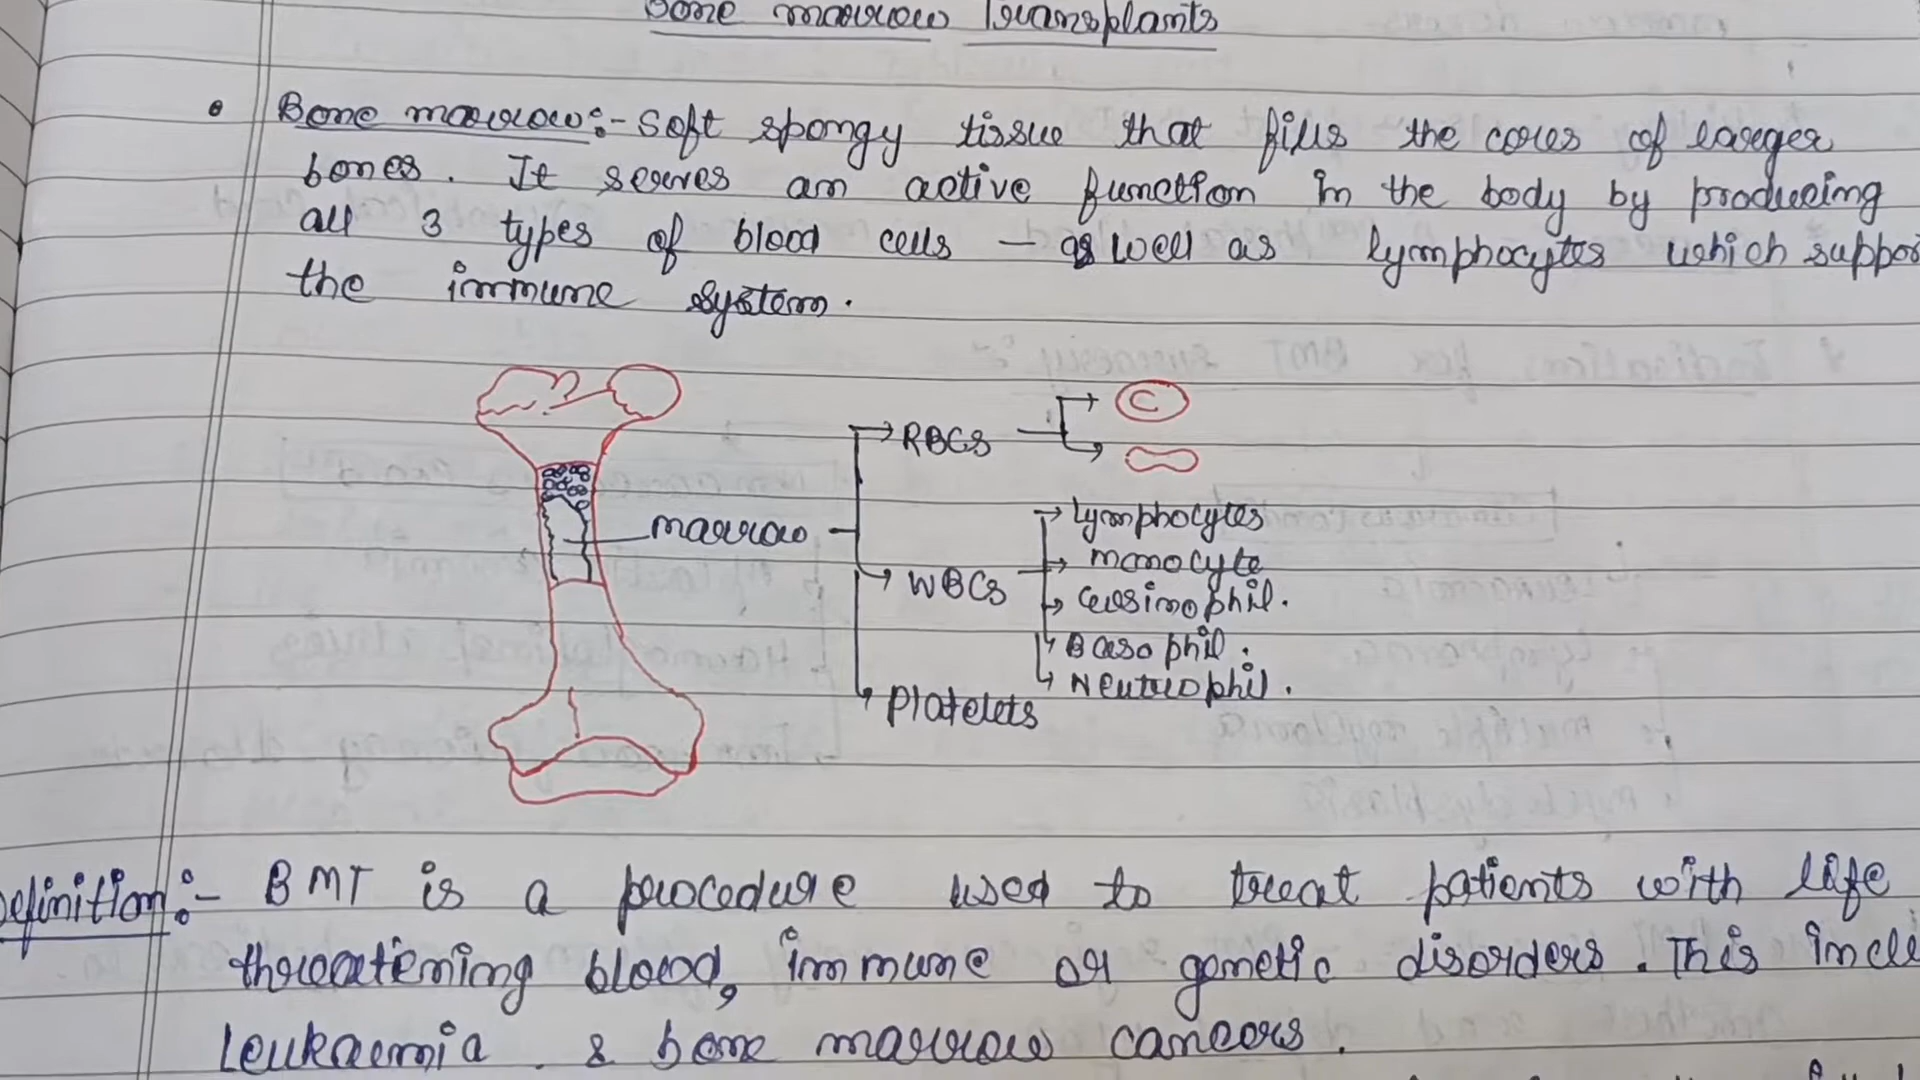 Bone marrow Transplants
• Bone marrow:- Soft spongy tissue that fills the cores of larger
bones. It serves an active function in the body by producing
all 3 types of blood cells - as well as lymphocytes which suppor
the immune system.
RBCs
C
marrow
Lymphocytes
monocyte
WBCs
Eusinophil.
Basophil.
Neutrophil.
Platelets
Definition:- BMT is a procedure used to treat patients with life
threatening blood, immune or genetic disorders. This incl
Leukaemia & bone marrow cancers.